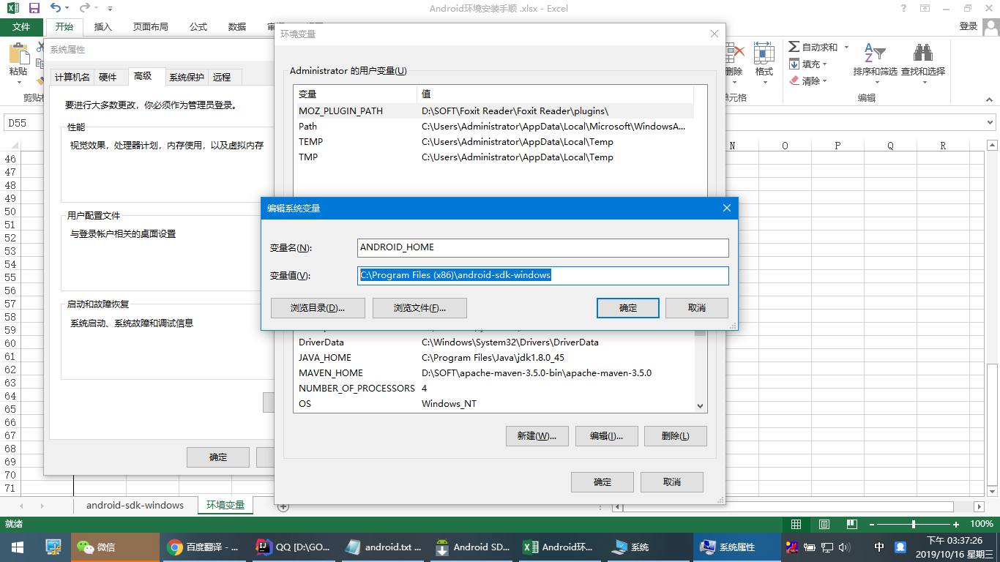 Android环境安装手顺 .xlsx - Excel
文件
开始
插入
页面布局
公式
数据
登录
粘贴
删除
格式
自动求和
填充
清除
排序和筛选
查找和选择
编辑
D55
系统属性
计算机名
硬件
高级
系统保护
远程
要进行大多数更改，你必须作为管理员登录。
性能
视觉效果，处理器计划，内存使用，以及虚拟内存
用户配置文件
与登录帐户相关的桌面设置
启动和故障恢复
系统启动、系统故障和调试信息
确定
环境变量
Administrator 的用户变量(U)
变量 值
MOZ_PLUGIN_PATH D:\SOFT\Foxit Reader\Foxit Reader\plugins\
Path C:\Users\Administrator\AppData\Local\Microsoft\WindowsA...
TEMP C:\Users\Administrator\AppData\Local\Temp
TMP C:\Users\Administrator\AppData\Local\Temp
编辑系统变量
变量名(N): ANDROID_HOME
变量值(V): C:\Program Files (x86)\android-sdk-windows
浏览目录(D)... 浏览文件(F)... 确定 取消
DriverData C:\Windows\System32\Drivers\DriverData
JAVA_HOME C:\Program Files\Java\jdk1.8.0_45
MAVEN_HOME D:\SOFT\apache-maven-3.5.0-bin\apache-maven-3.5.0
NUMBER_OF_PROCESSORS 4
OS Windows_NT
新建(W)... 编辑(I)... 删除(L)
确定 取消
N O P Q R
46
47
48
49
50
51
52
53
54
55
56
57
58
59
60
61
62
63
64
65
66
67
68
69
70
71
android-sdk-windows 环境变量
就绪
100%
微信
百度翻译 - ...
QQ [D:\GO...
android.txt ...
Android SD...
Android环...
系统
系统属性
中
下午 03:37:26
2019/10/16 星期三